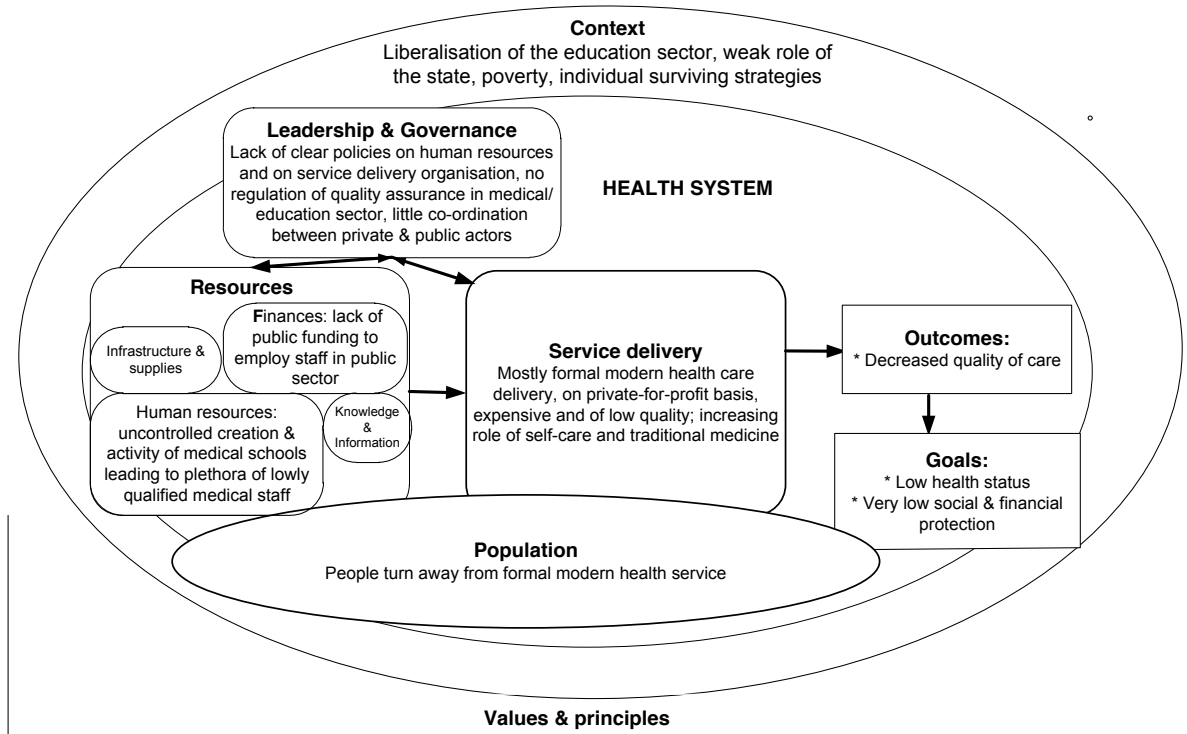 Context
Liberalisation of the education sector, weak role of
the state, poverty, individual surviving strategies
Leadership & Governance
Lack of clear policies on human resources
and on service delivery organisation, no
regulation of quality assurance in medical/
education sector, little co-ordination
between private & public actors
HEALTH SYSTEM
Resources
Finances: lack of
public funding to
employ staff in public
sector
Infrastructure &
supplies
Human resources:
uncontrolled creation &
activity of medical schools
leading to plethora of lowly
qualified medical staff
Knowledge
&
Information
Service delivery
Mostly formal modern health care
delivery, on private-for-profit basis,
expensive and of low quality; increasing
role of self-care and traditional medicine
Outcomes:
* Decreased quality of care
Goals:
* Low health status
* Very low social & financial
protection
Population
People turn away from formal modern health service
Values & principles